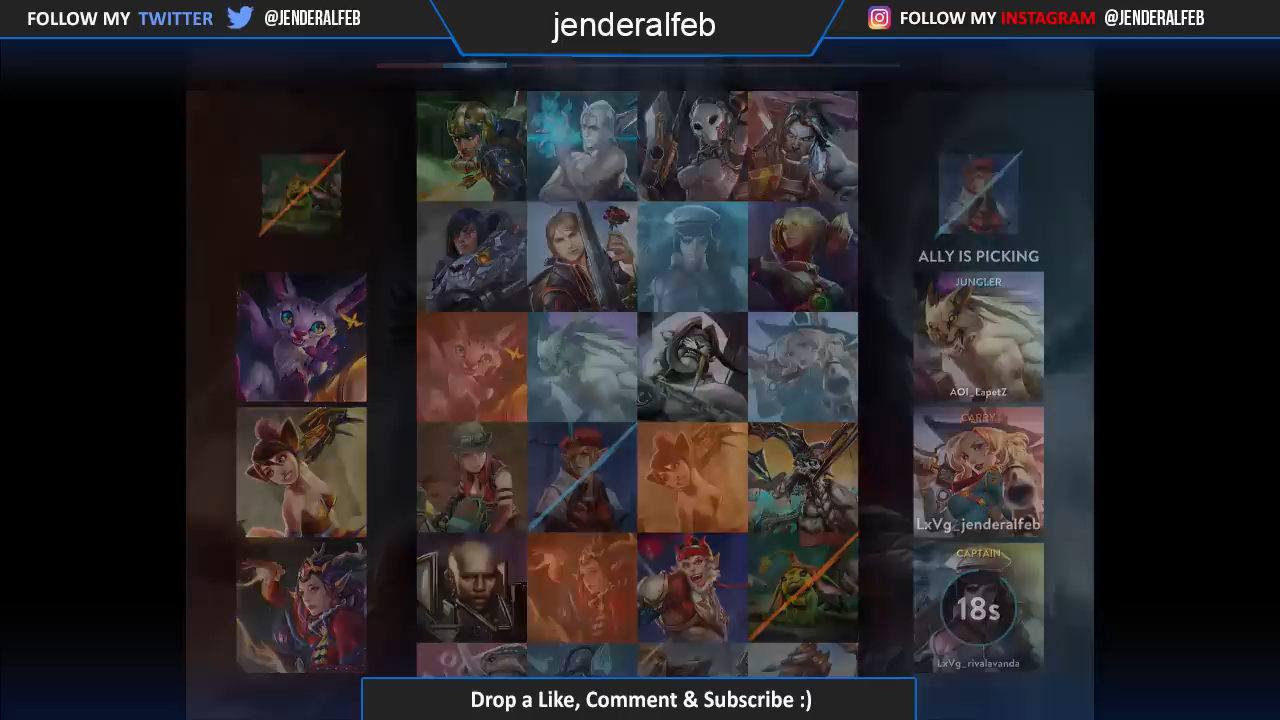 FOLLOW MY TWITTER @JENDERALFEB
jenderalfeb
FOLLOW MY INSTAGRAM @JENDERALFEB
ALLY IS PICKING
JUNGLER
AOI_LapetZ
CARRY
LxVg_jenderalfeb
CAPTAIN
18s
LxVg_rivalavanda
Drop a Like, Comment & Subscribe :)